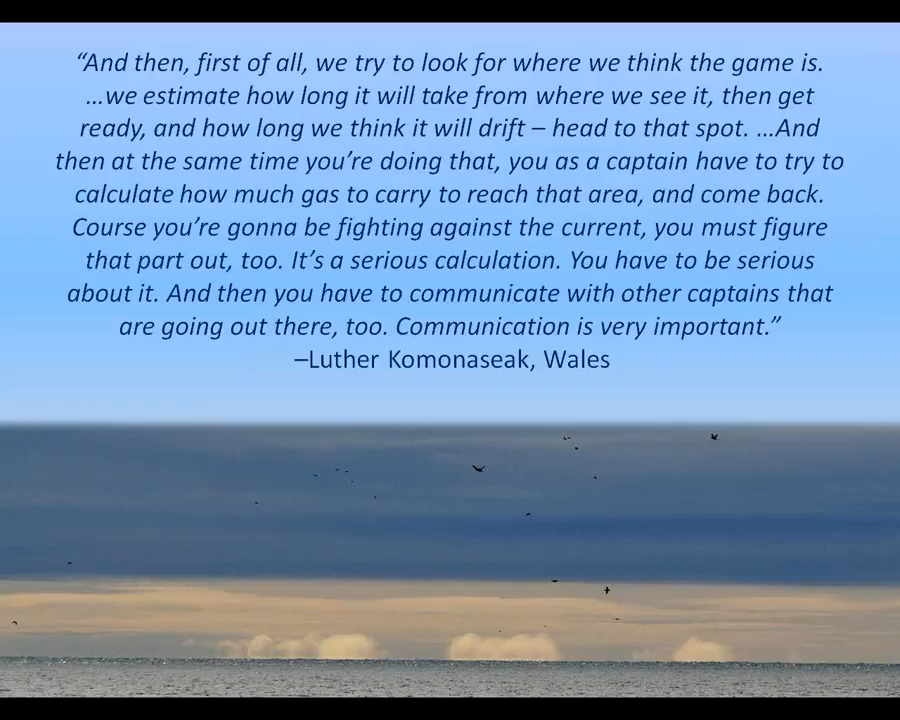 “And then, first of all, we try to look for where we think the game is.
…we estimate how long it will take from where we see it, then get
ready, and how long we think it will drift – head to that spot. …And
then at the same time you’re doing that, you as a captain have to try to
calculate how much gas to carry to reach that area, and come back.
Course you’re gonna be fighting against the current, you must figure
that part out, too. It’s a serious calculation. You have to be serious
about it. And then you have to communicate with other captains that
are going out there, too. Communication is very important.”
–Luther Komonaseak, Wales